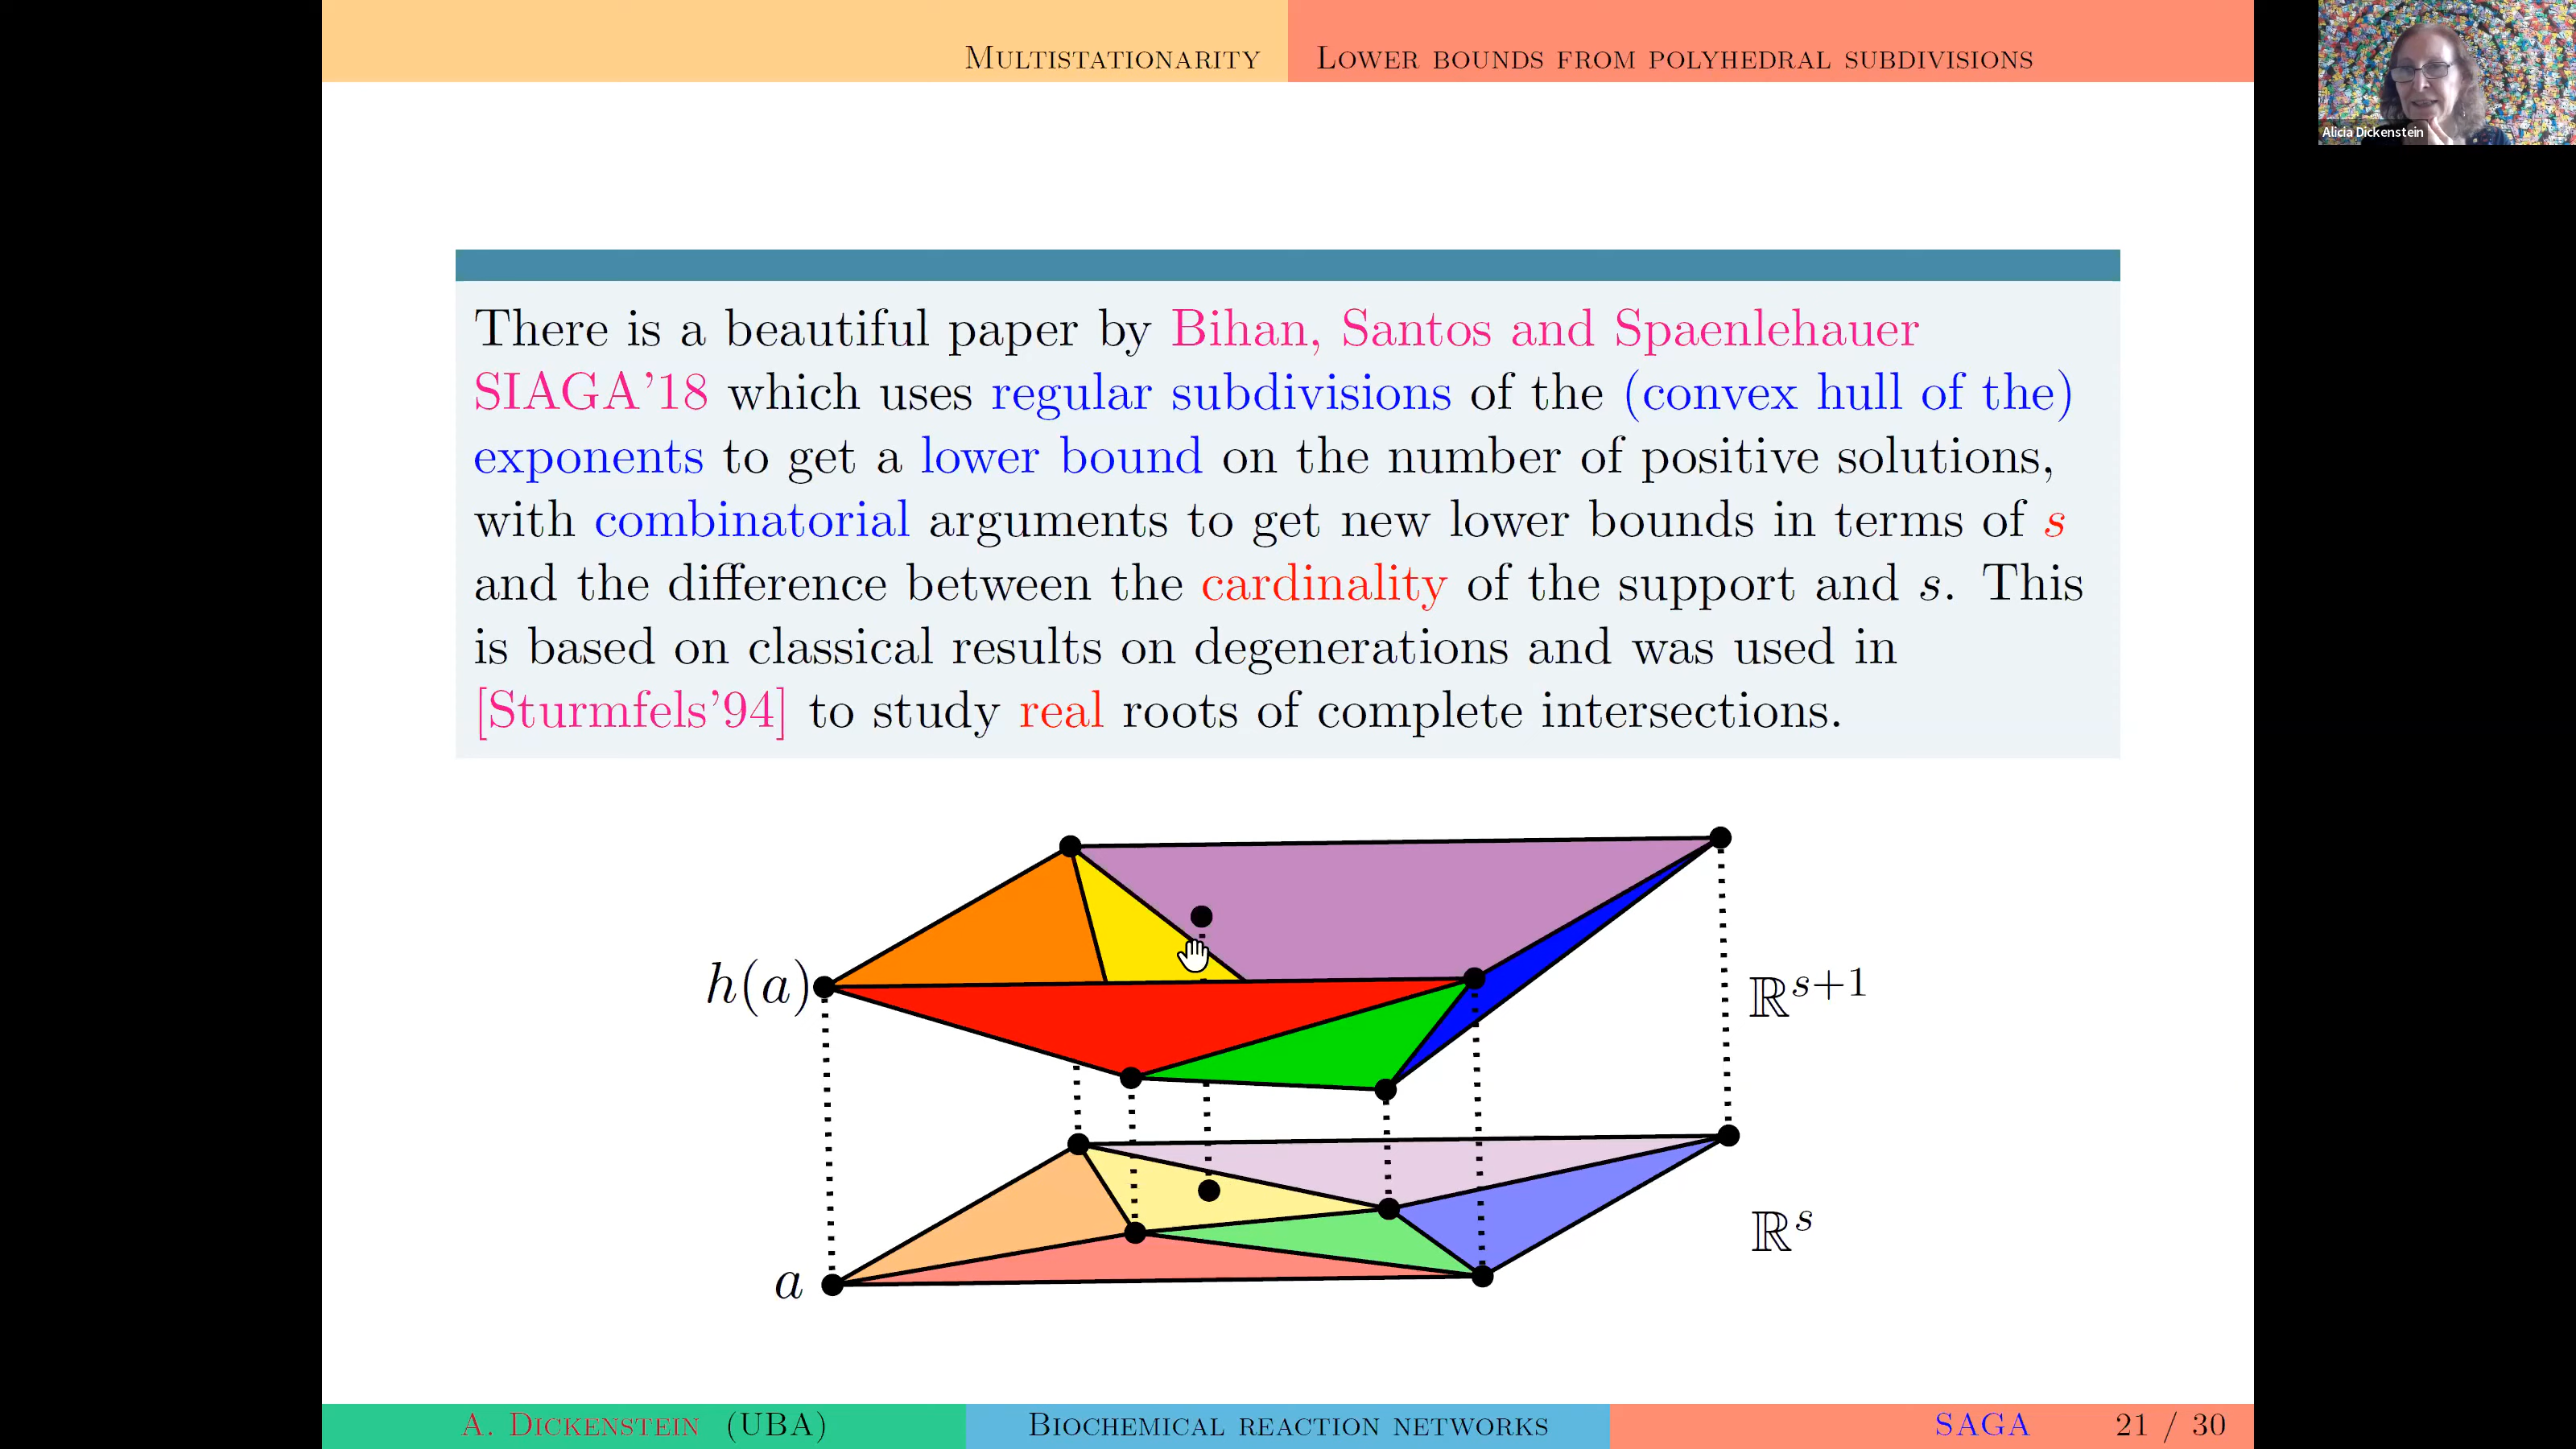 Multistationarity
Lower bounds from polyhedral subdivisions
Alicia Dickenstein
There is a beautiful paper by Bihan, Santos and Spaenlehauer
SIAGA'18 which uses regular subdivisions of the (convex hull of the)
exponents to get a lower bound on the number of positive solutions,
with combinatorial arguments to get new lower bounds in terms of s
and the difference between the cardinality of the support and s. This
is based on classical results on degenerations and was used in
[Sturmfels'94] to study real roots of complete intersections.
h(a)
ℝˢ⁺¹
ℝˢ
a
A. Dickenstein (UBA)
Biochemical reaction networks
SAGA
21 / 30